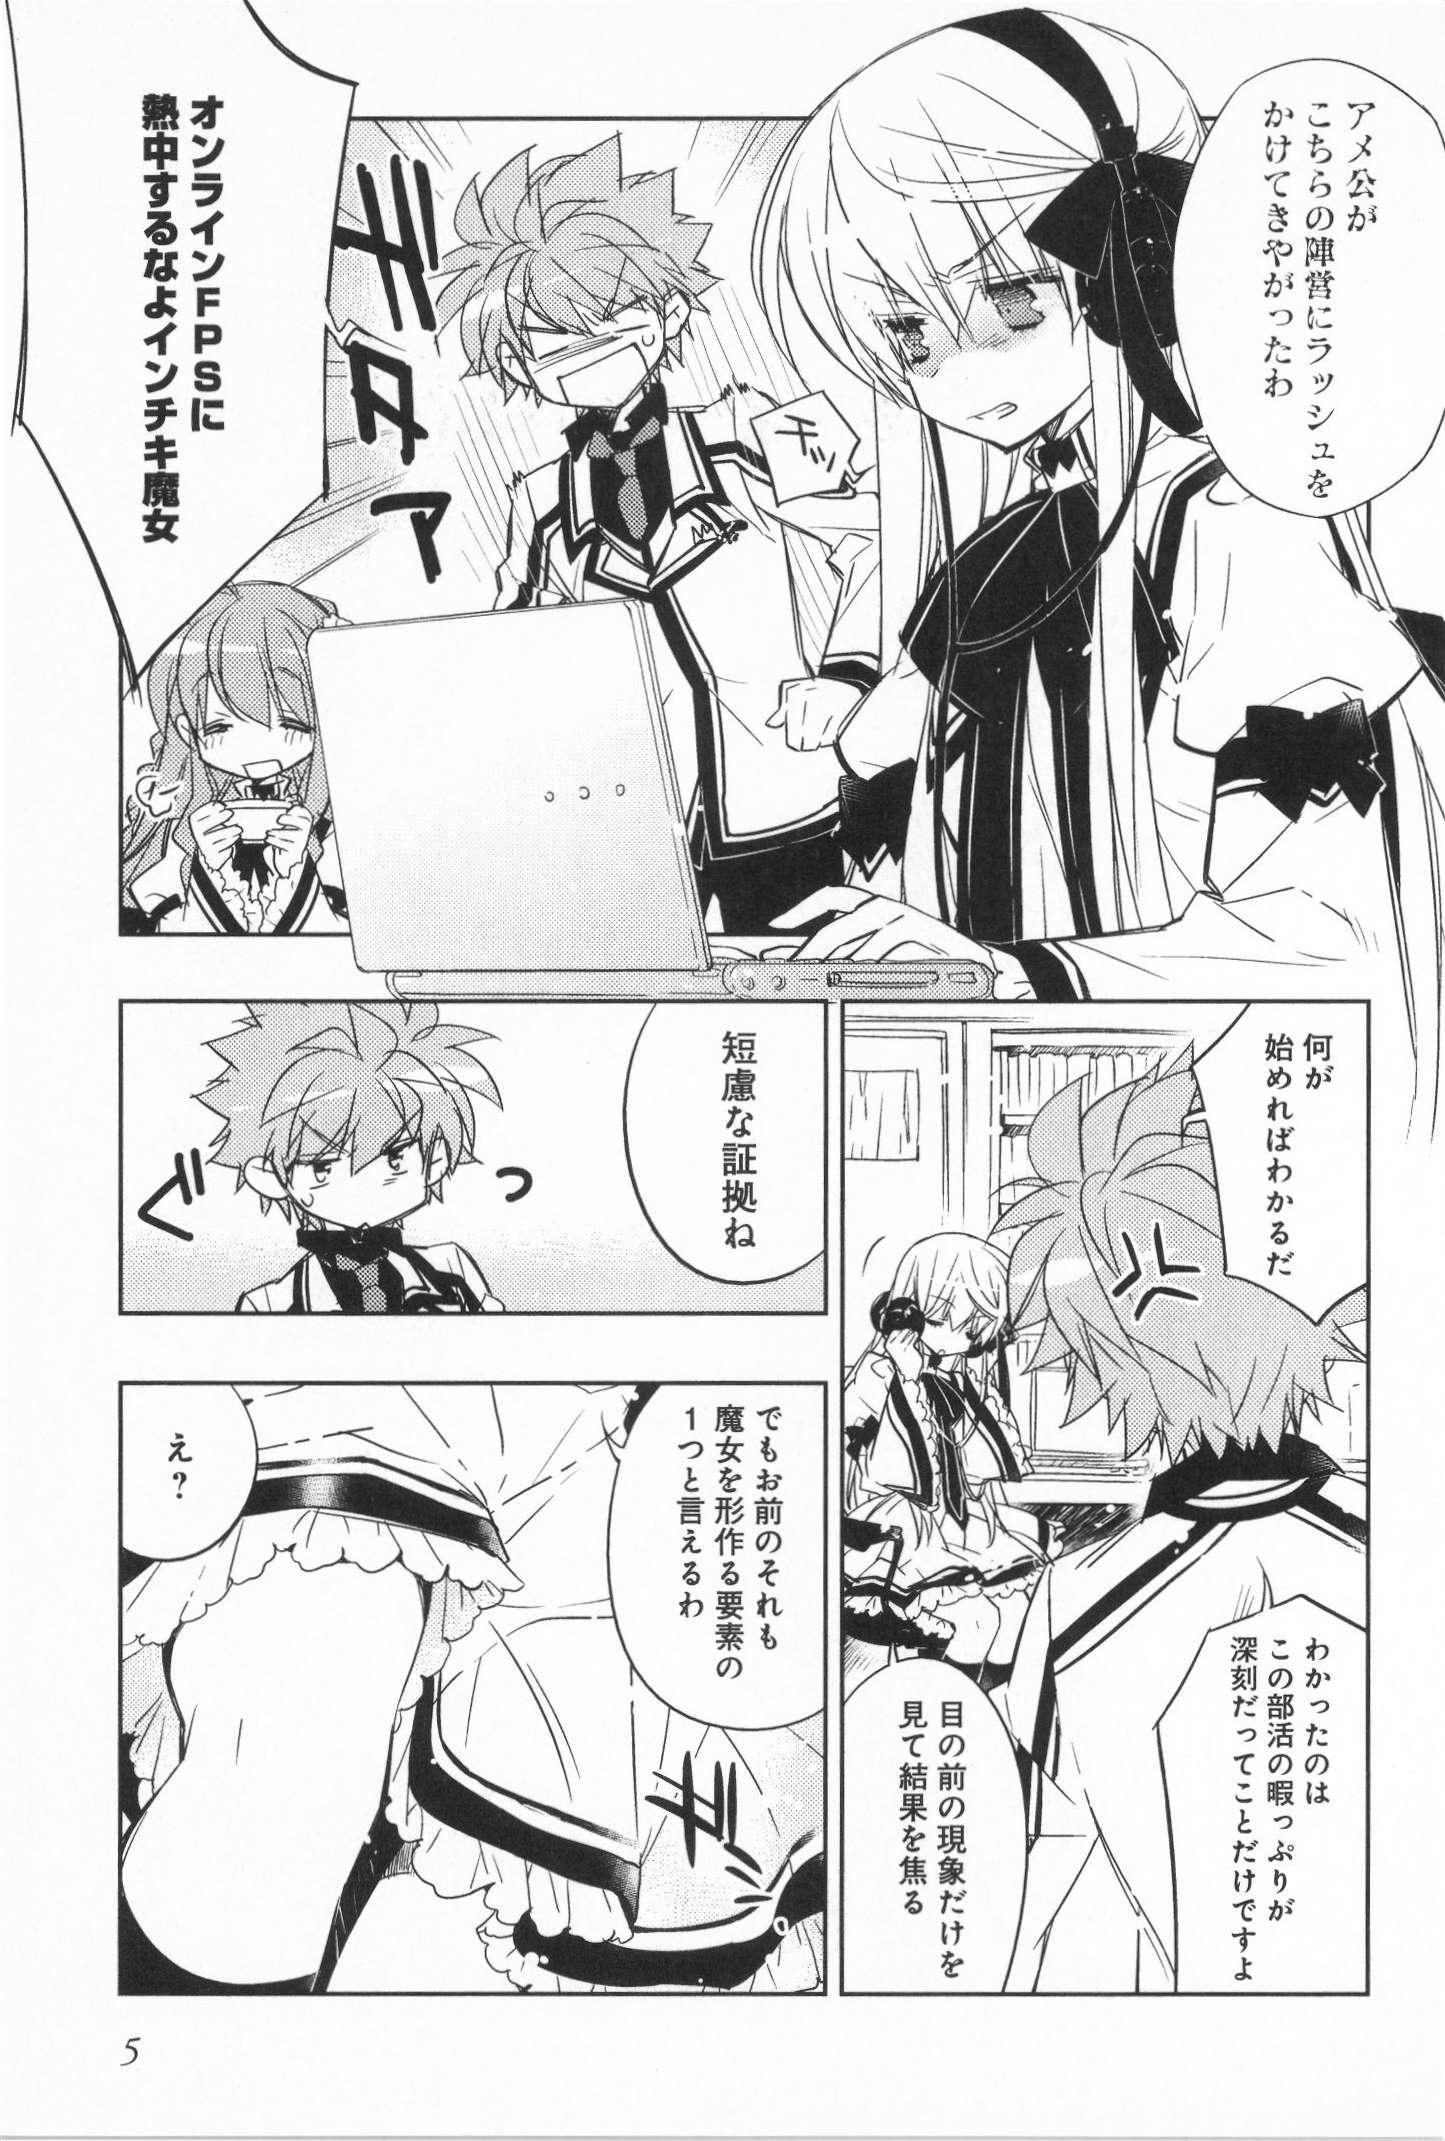 アメ公が
こちらの陣営にラッシュを
かけてきやがったわ
チッ
ギタァ
オンラインFPSに
熱中するなよインチキ魔女
何が
始めればわかるだ
わかったのは
この部活の暇っぷりが
深刻だってことだけですよ
目の前の現象だけを
見て結果を焦る
短慮な証拠ね
ぐっ
でもお前のそれも
魔女を形作る要素の
1つと言えるわ
え?
5